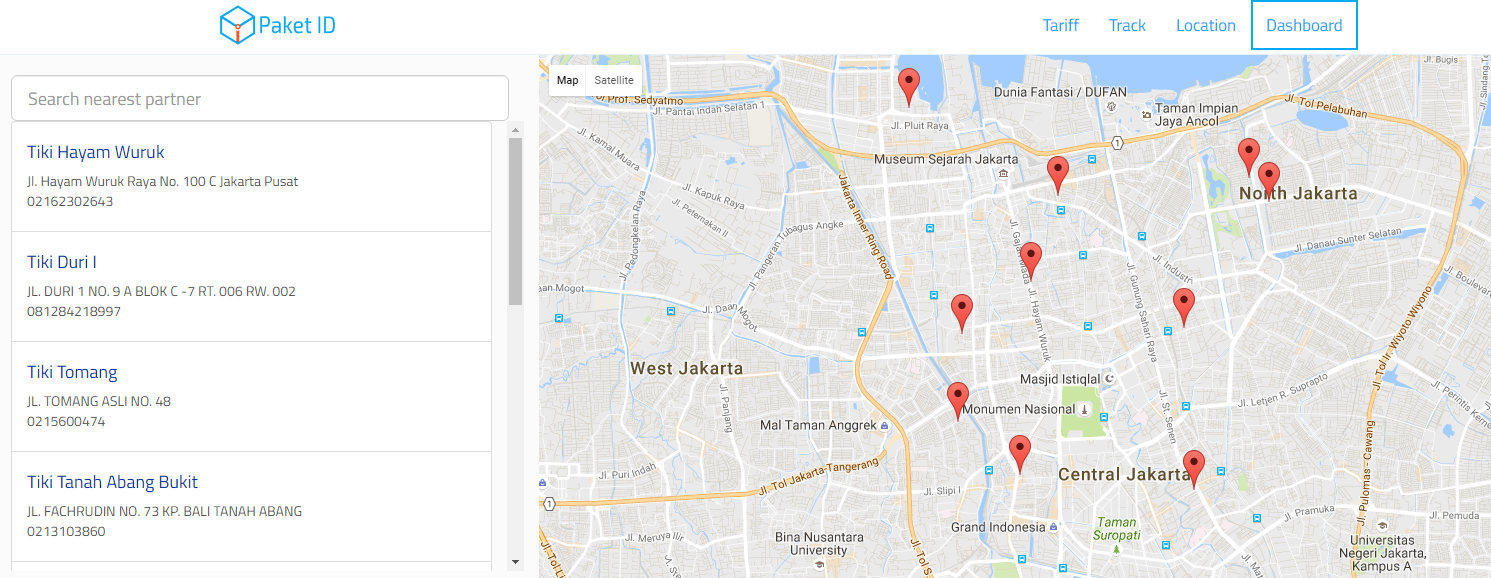 Paket ID
Tariff
Track
Location
Dashboard
Search nearest partner
Tiki Hayam Wuruk
Jl. Hayam Wuruk Raya No. 100 C Jakarta Pusat
02162302643
Tiki Duri I
JL. DURI 1 NO. 9 A BLOK C -7 RT. 006 RW. 002
081284218997
Tiki Tomang
JL. TOMANG ASLI NO. 48
0215600474
Tiki Tanah Abang Bukit
JL. FACHRUDIN NO. 73 KP. BALI TANAH ABANG
0213103860
Map
Satellite
Prof. Sedyatmo
Jl. Pantai Indah Selatan 1
Dunia Fantasi / DUFAN
Taman Impian
Jaya Ancol
Jl. Tol Pelabuhan
Jl. Bugis
Jl. Pluit Raya
1
Museum Sejarah Jakarta
Jl. Kamal Muara
Jl. Kapuk Raya
Jl. Peternakan II
Jakarta Inner Ring Road
North Jakarta
Jl. Pedongkelan Raya
Jl. Pangeran Tubagus Angke
Jl. Gajah Mada
Jl. Industri
Jl. Danau Sunter Selatan
Jl. Boulevard
an Mogot
Jl. Daan Mogot
Jl. Hayam Wuruk
Jl. Gunung Sahari Raya
Jl. Tol Ir. Wiyoto Wiyono
West Jakarta
Masjid Istiqlal
Jl. Panjang
Monumen Nasional
Jl. St. Senen
Jl. Letjen R. Suprapto
Jl. Perintis Kemer
Mal Taman Anggrek
Jl. Puri Indah
Jl. Tol Jakarta-Tangerang
Central Jakarta
Jl. Slipi I
1
Jl. Pramuka
Jl. Pulomas - Cawang
Jl. Pemuda
Grand Indonesia
Taman
Suropati
Jl. Meruya Ilir
Bina Nusantara
University
Jl. Tol S
Universitas
Negeri Jakarta,
Kampus A